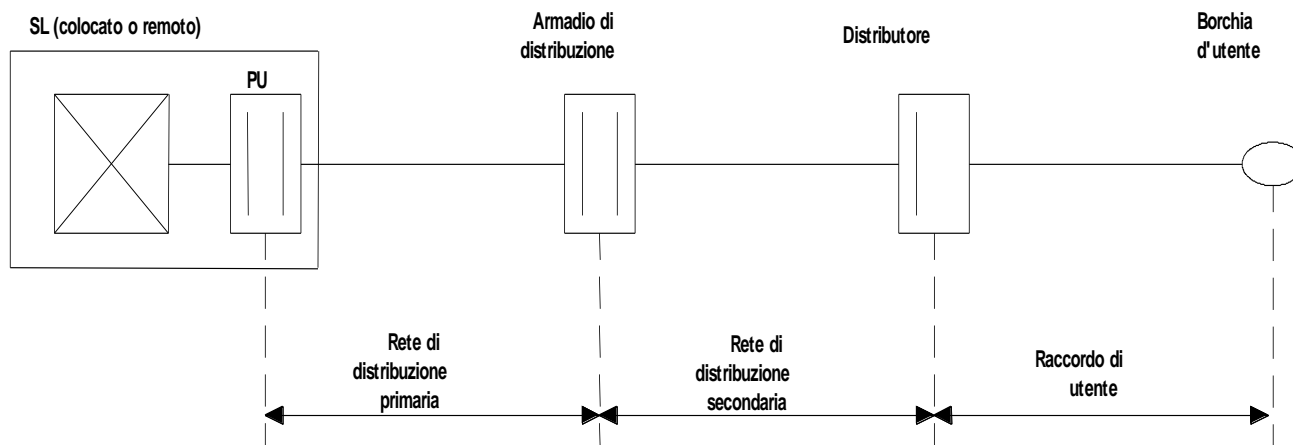 SL (colocato o remoto)
PU
Armadio di
distribuzione
Distributore
Borchia
d'utente
Rete di
distribuzione
primaria
Rete di
distribuzione
secondaria
Raccordo di
utente